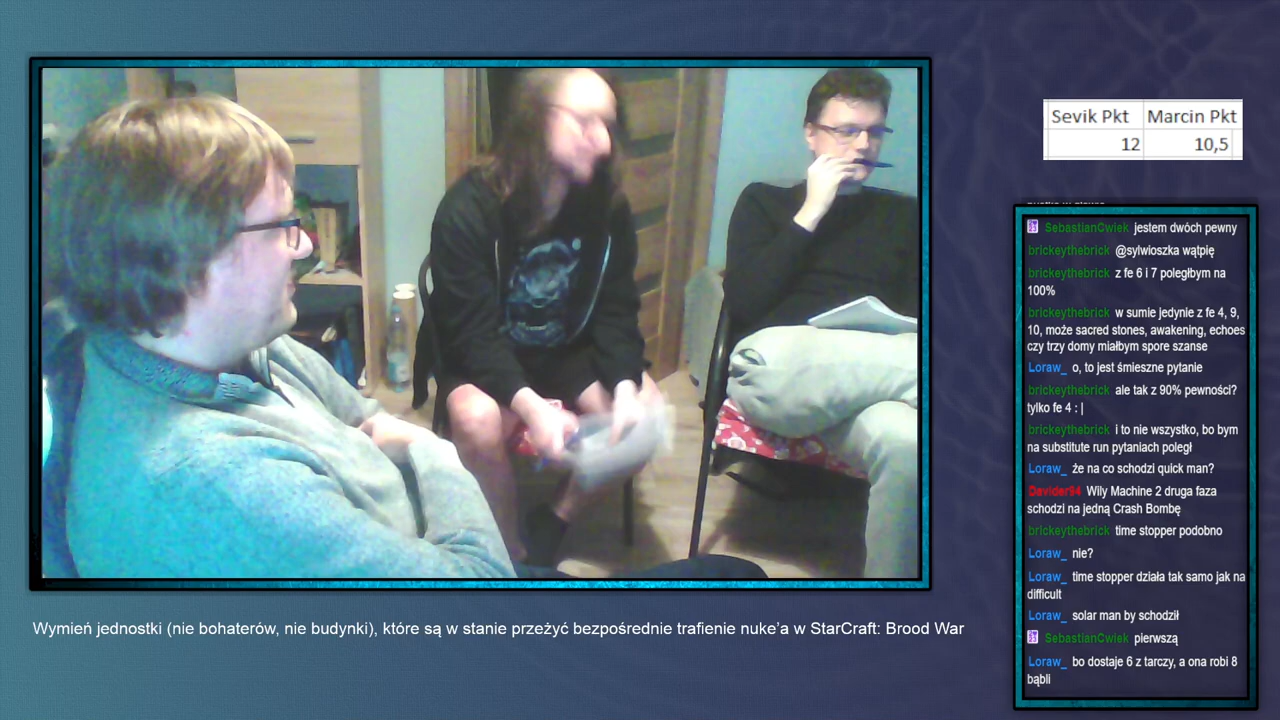 Sevik Pkt Marcin Pkt
12 10,5
SebastianCwiek jestem dwóch pewny
brickeythebrick @sylwioszka wątpię
brickeythebrick z fe 6 i 7 poległbym na
100%
brickeythebrick w sumie jedynie z fe 4, 9,
10, może sacred stones, awakening, echoes
czy trzy domy miałbym spore szanse
Loraw_ o, to jest śmieszne pytanie
brickeythebrick ale tak z 90% pewności?
tylko fe 4 : |
brickeythebrick i to nie wszystko, bo bym
na substitute run pytaniach poległ
Loraw_ że na co schodzi quick man?
Davider94 Wily Machine 2 druga faza
schodzi na jedną Crash Bombę
brickeythebrick time stopper podobno
Loraw_ nie?
Loraw_ time stopper działa tak samo jak na
difficult
Loraw_ solar man by schodził
SebastianCwiek pierwszą
Loraw_ bo dostaje 6 z tarczy, a ona robi 8
bąbli
Wymień jednostki (nie bohaterów, nie budynki), które są w stanie przeżyć bezpośrednie trafienie nuke’a w StarCraft: Brood War